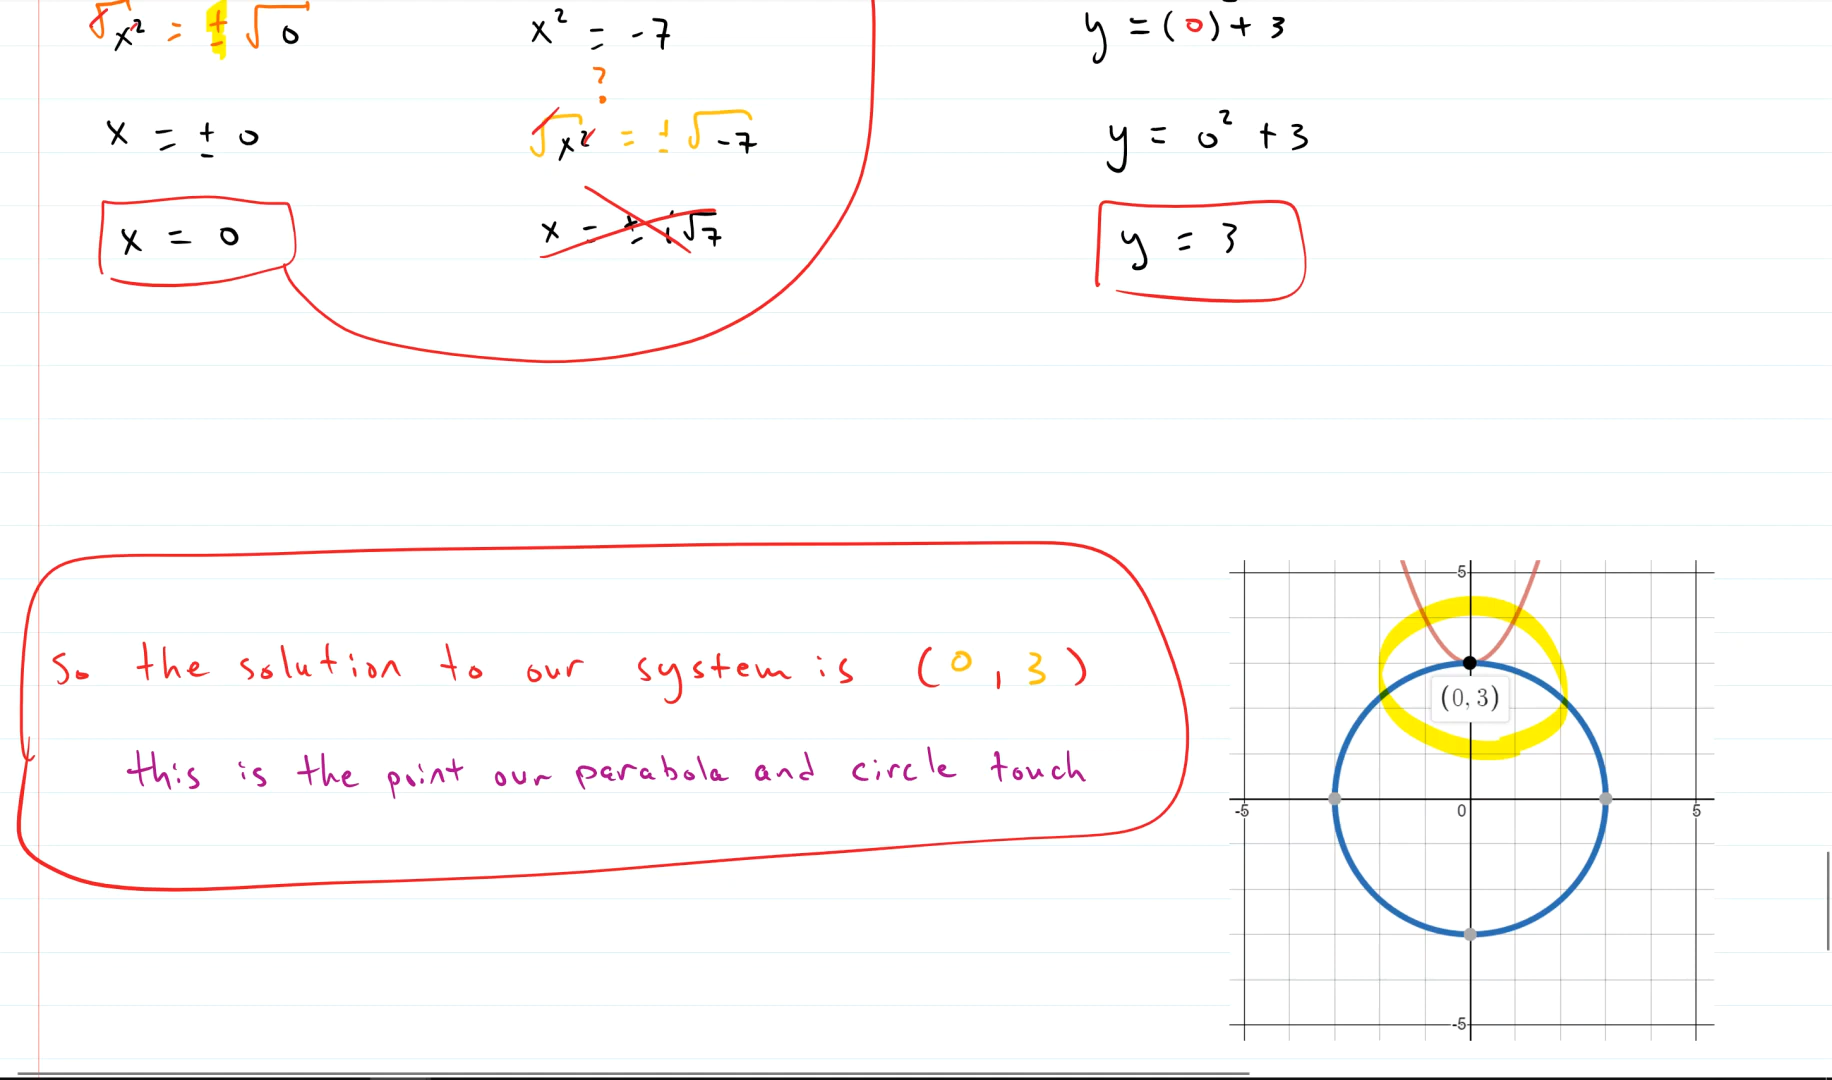 √x² = ± √0
x² = -7
y = (0) + 3
?
x = ± 0
√x² = ± √-7
y = 0² + 3
x = 0
x = ± i√7
y = 3
So the solution to our system is (0, 3)
this is the point our parabola and circle touch
5
(0, 3)
-5
0
5
-5